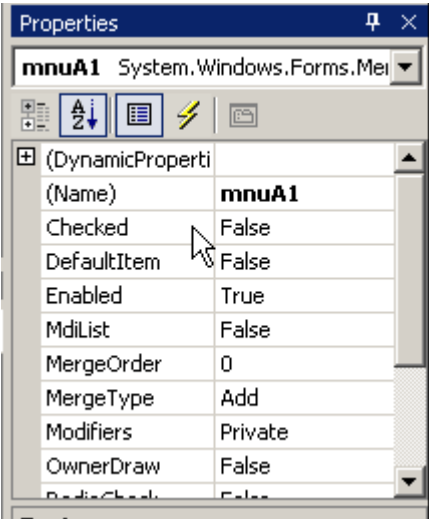 Properties
mnuA1 System.Windows.Forms.Mei
(DynamicProperti
(Name) mnuA1
Checked False
DefaultItem False
Enabled True
MdiList False
MergeOrder 0
MergeType Add
Modifiers Private
OwnerDraw False